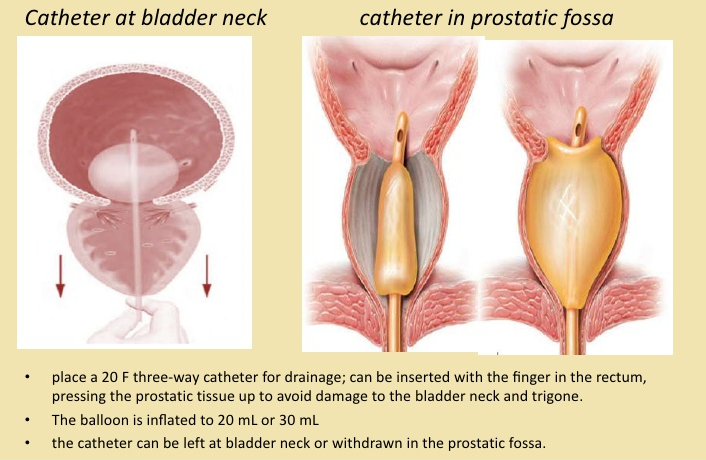 Catheter at bladder neck
catheter in prostatic fossa
• place a 20 F three-way catheter for drainage; can be inserted with the finger in the rectum,
pressing the prostatic tissue up to avoid damage to the bladder neck and trigone.
• The balloon is inflated to 20 mL or 30 mL
• the catheter can be left at bladder neck or withdrawn in the prostatic fossa.